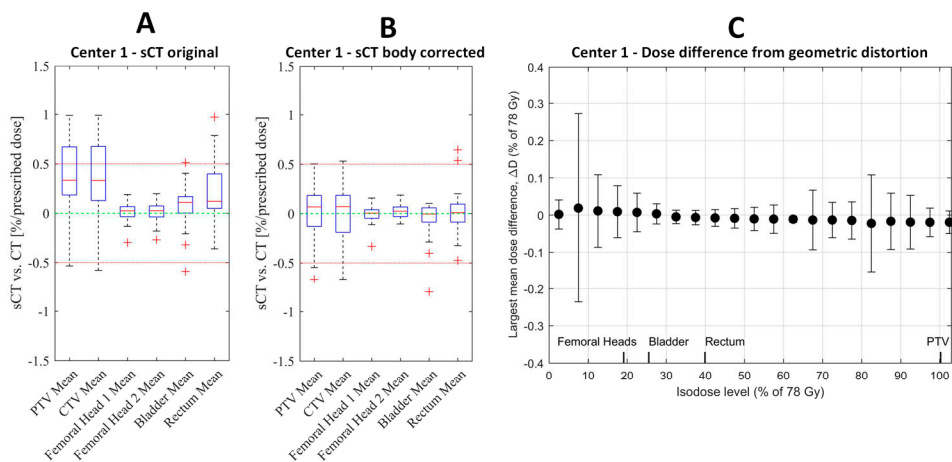 A
Center 1 - sCT original
sCT vs. CT [%/prescribed dose]
1.5
1
0.5
0
-0.5
-1
-1.5
PTV Mean
CTV Mean
Femoral Head 1 Mean
Femoral Head 2 Mean
Bladder Mean
Rectum Mean
B
Center 1 - sCT body corrected
sCT vs. CT [%/prescribed dose]
1.5
1
0.5
0
-0.5
-1
-1.5
PTV Mean
CTV Mean
Femoral Head 1 Mean
Femoral Head 2 Mean
Bladder Mean
Rectum Mean
C
Center 1 - Dose difference from geometric distortion
Largest mean dose difference, ΔD (% of 78 Gy)
0.4
0.3
0.2
0.1
0
-0.1
-0.2
-0.3
-0.4
Femoral Heads
Bladder
Rectum
PTV
0 10 20 30 40 50 60 70 80 90 100
Isodose level (% of 78 Gy)